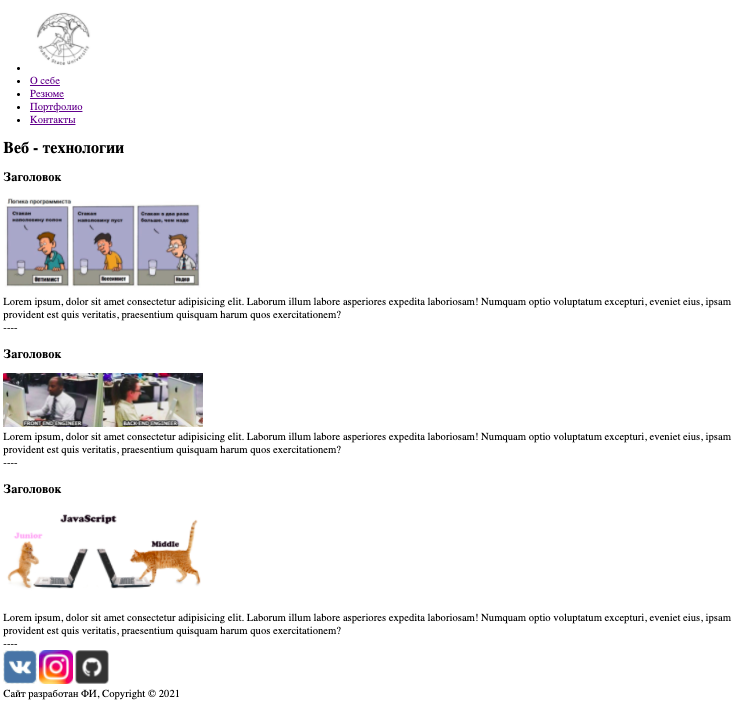 Dubna State University
О себе
Резюме
Портфолио
Контакты
Веб - технологии
Заголовок
Логика программиста
Стакан наполовину полон
Стакан наполовину пуст
Стакан в два раза больше, чем надо
Оптимист
Пессимист
Lorem ipsum, dolor sit amet consectetur adipisicing elit. Laborum illum labore asperiores expedita laboriosam! Numquam optio voluptatum excepturi, eveniet eius, ipsam
provident est quis veritatis, praesentium quisquam harum quos exercitationem?
----
Заголовок
FRONT END ENGINEER
BACK END ENGINEER
Lorem ipsum, dolor sit amet consectetur adipisicing elit. Laborum illum labore asperiores expedita laboriosam! Numquam optio voluptatum excepturi, eveniet eius, ipsam
provident est quis veritatis, praesentium quisquam harum quos exercitationem?
----
Заголовок
JavaScript
Junior
Middle
Lorem ipsum, dolor sit amet consectetur adipisicing elit. Laborum illum labore asperiores expedita laboriosam! Numquam optio voluptatum excepturi, eveniet eius, ipsam
provident est quis veritatis, praesentium quisquam harum quos exercitationem?
----
Сайт разработан ФИ, Copyright © 2021